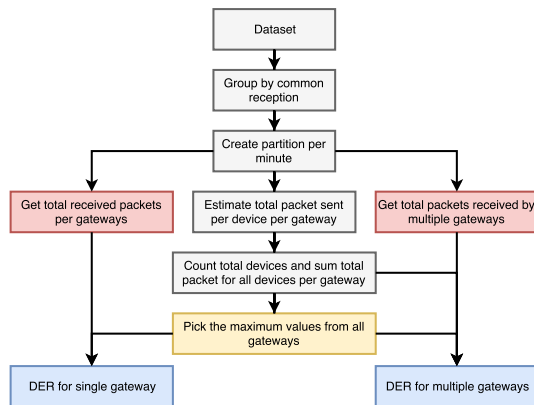 Dataset
Group by common
reception
Create partition per
minute
Get total received packets
per gateways
Estimate total packet sent
per device per gateway
Get total packets received by
multiple gateways
Count total devices and sum total
packet for all devices per gateway
Pick the maximum values from all
gateways
DER for single gateway
DER for multiple gateways